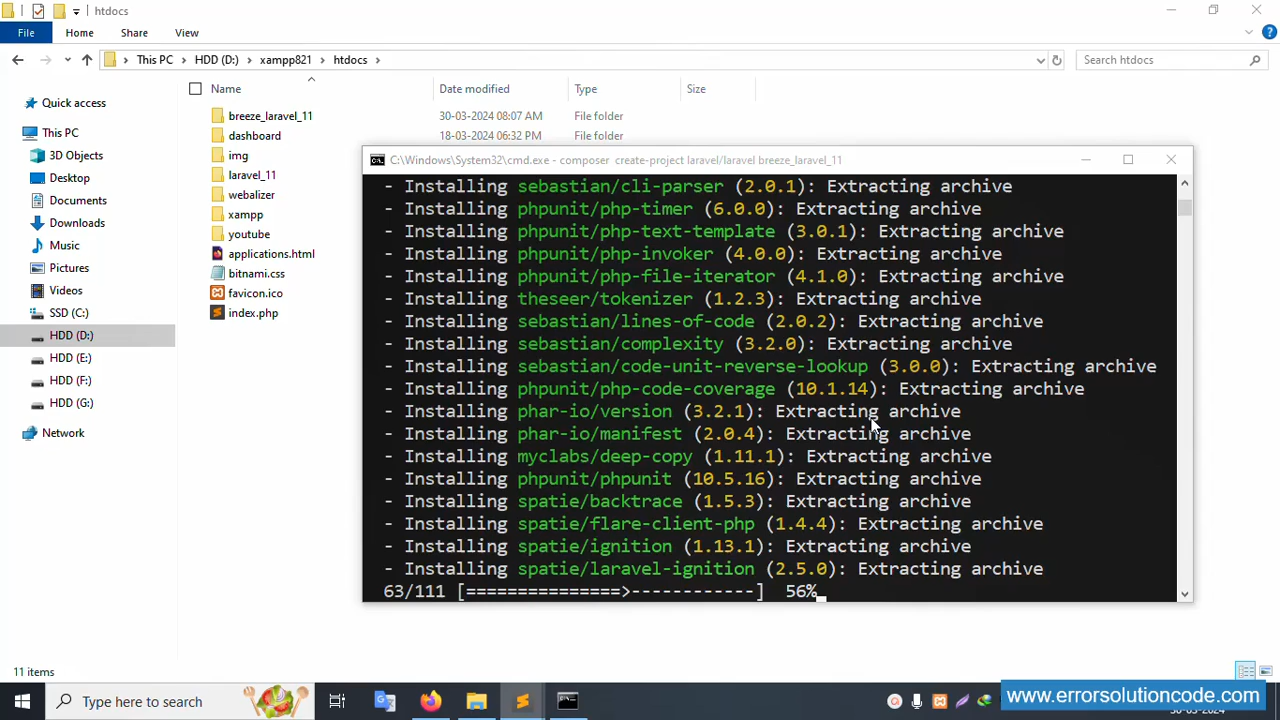 htdocs
File Home Share View
This PC HDD (D:) xampp821 htdocs Search htdocs
Name Date modified Type Size
Quick access
This PC
3D Objects
Desktop
Documents
Downloads
Music
Pictures
Videos
SSD (C:)
HDD (D:)
HDD (E:)
HDD (F:)
HDD (G:)
Network
breeze_laravel_11 30-03-2024 08:07 AM File folder
dashboard 18-03-2024 06:32 PM File folder
img
laravel_11
webalizer
xampp
youtube
applications.html
bitnami.css
favicon.ico
index.php
C:\Windows\System32\cmd.exe - composer create-project laravel/laravel breeze_laravel_11
- Installing sebastian/cli-parser (2.0.1): Extracting archive
- Installing phpunit/php-timer (6.0.0): Extracting archive
- Installing phpunit/php-text-template (3.0.1): Extracting archive
- Installing phpunit/php-invoker (4.0.0): Extracting archive
- Installing phpunit/php-file-iterator (4.1.0): Extracting archive
- Installing theseer/tokenizer (1.2.3): Extracting archive
- Installing sebastian/lines-of-code (2.0.2): Extracting archive
- Installing sebastian/complexity (3.2.0): Extracting archive
- Installing sebastian/code-unit-reverse-lookup (3.0.0): Extracting archive
- Installing phpunit/php-code-coverage (10.1.14): Extracting archive
- Installing phar-io/version (3.2.1): Extracting archive
- Installing phar-io/manifest (2.0.4): Extracting archive
- Installing myclabs/deep-copy (1.11.1): Extracting archive
- Installing phpunit/phpunit (10.5.16): Extracting archive
- Installing spatie/backtrace (1.5.3): Extracting archive
- Installing spatie/flare-client-php (1.4.4): Extracting archive
- Installing spatie/ignition (1.13.1): Extracting archive
- Installing spatie/laravel-ignition (2.5.0): Extracting archive
63/111 [===============>------------] 56%
11 items
Type here to search
www.errorsolutioncode.com